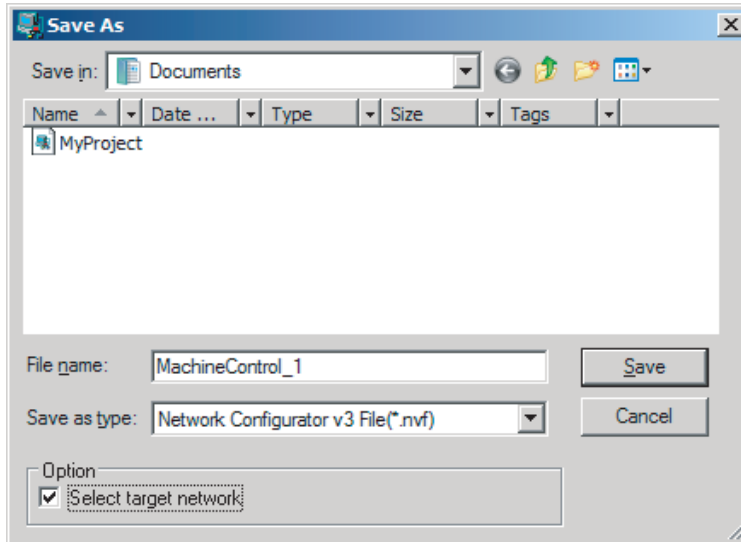 Save As
Save in: Documents
Name Date ... Type Size Tags
MyProject
File name: MachineControl_1 Save
Save as type: Network Configurator v3 File(*.nvf) Cancel
Option
Select target network